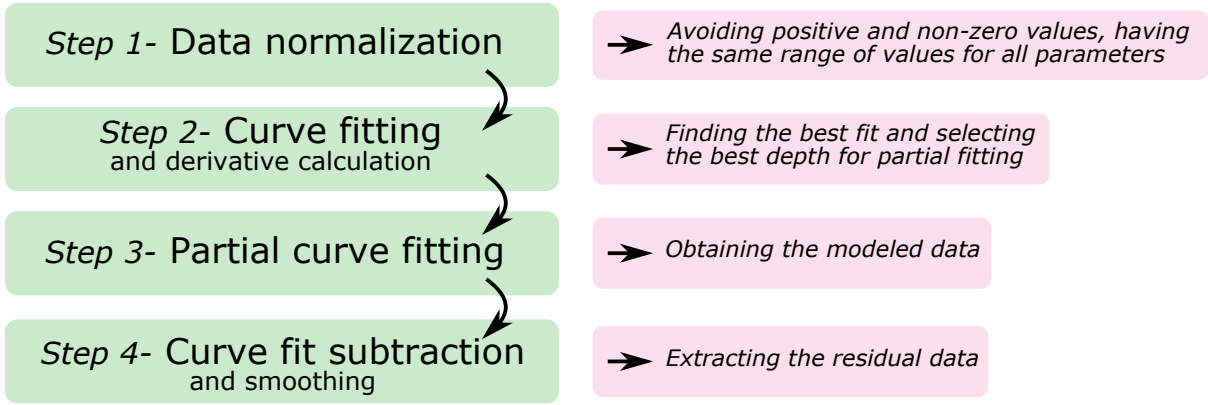 Step 1- Data normalization
Avoiding positive and non-zero values, having
the same range of values for all parameters
Step 2- Curve fitting
and derivative calculation
Finding the best fit and selecting
the best depth for partial fitting
Step 3- Partial curve fitting
Obtaining the modeled data
Step 4- Curve fit subtraction
and smoothing
Extracting the residual data